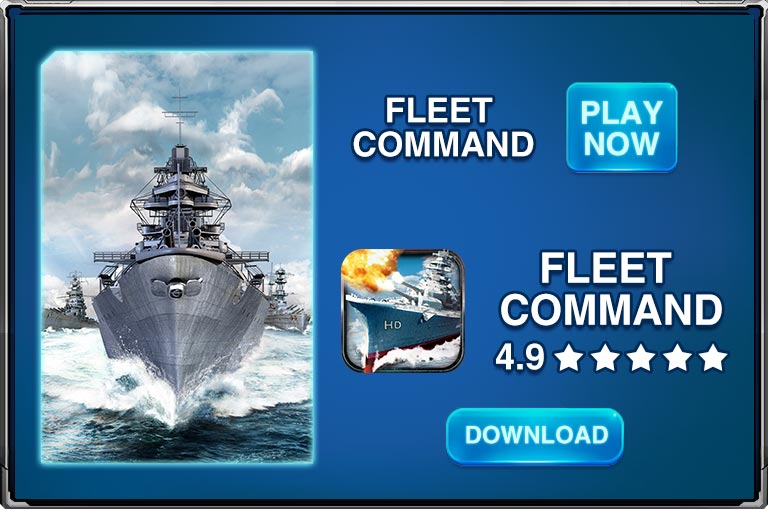 FLEET
COMMAND
PLAY
NOW
HD
FLEET
COMMAND
4.9
DOWNLOAD